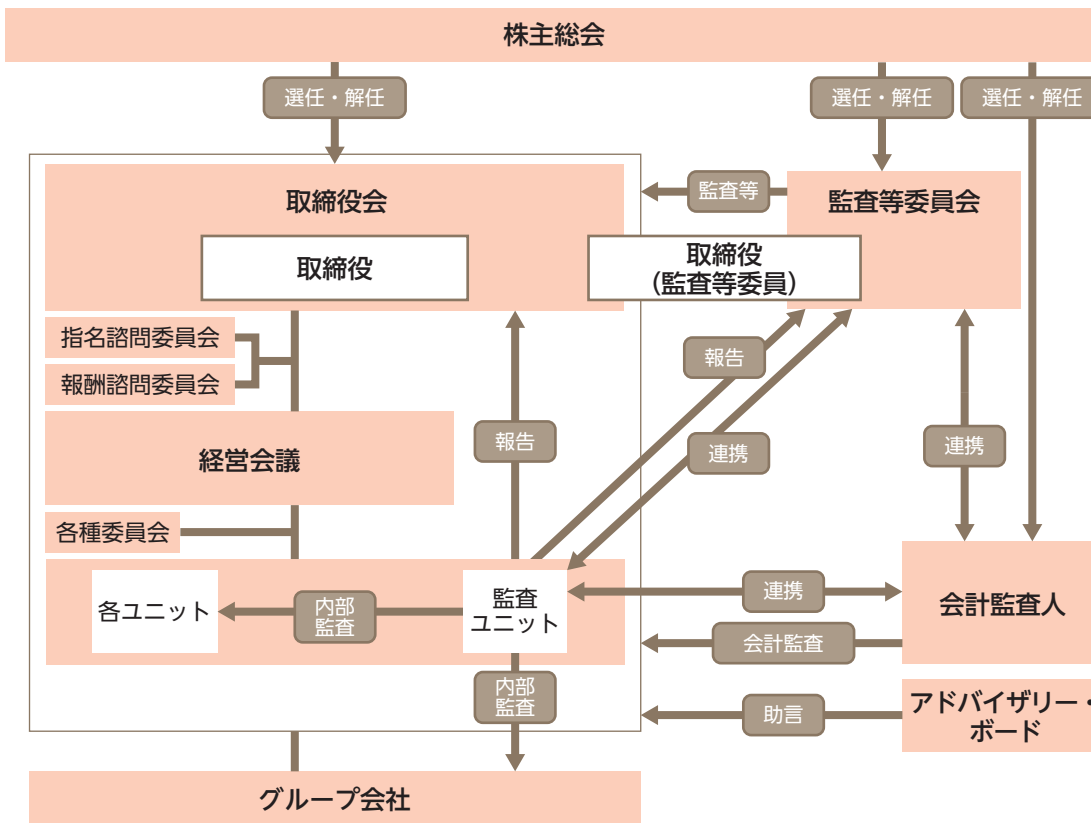 株主総会
選任・解任
選任・解任
選任・解任
取締役会
監査等
監査等委員会
取締役
取締役
(監査等委員)
指名諮問委員会
報酬諮問委員会
報告
報告
連携
連携
経営会議
各種委員会
各ユニット
内部
監査
監査
ユニット
連携
会計監査
会計監査人
内部
監査
助言
アドバイザリー・
ボード
グループ会社